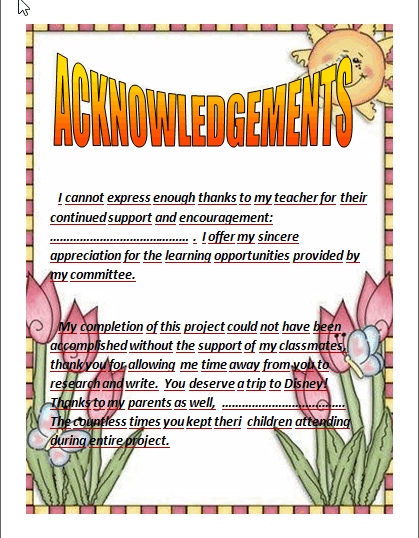 ACKNOWLEDGEMENTS
I cannot express enough thanks to my teacher for their
continued support and encouragement:
……………………………………. . I offer my sincere
appreciation for the learning opportunities provided by
my committee.
My completion of this project could not have been
accomplished without the support of my classmates,
thank you for allowing me time away from you to
research and write. You deserve a trip to Disney!
Thanks to my parents as well, ………………………………..
The countless times you kept theri children attending
during entire project.